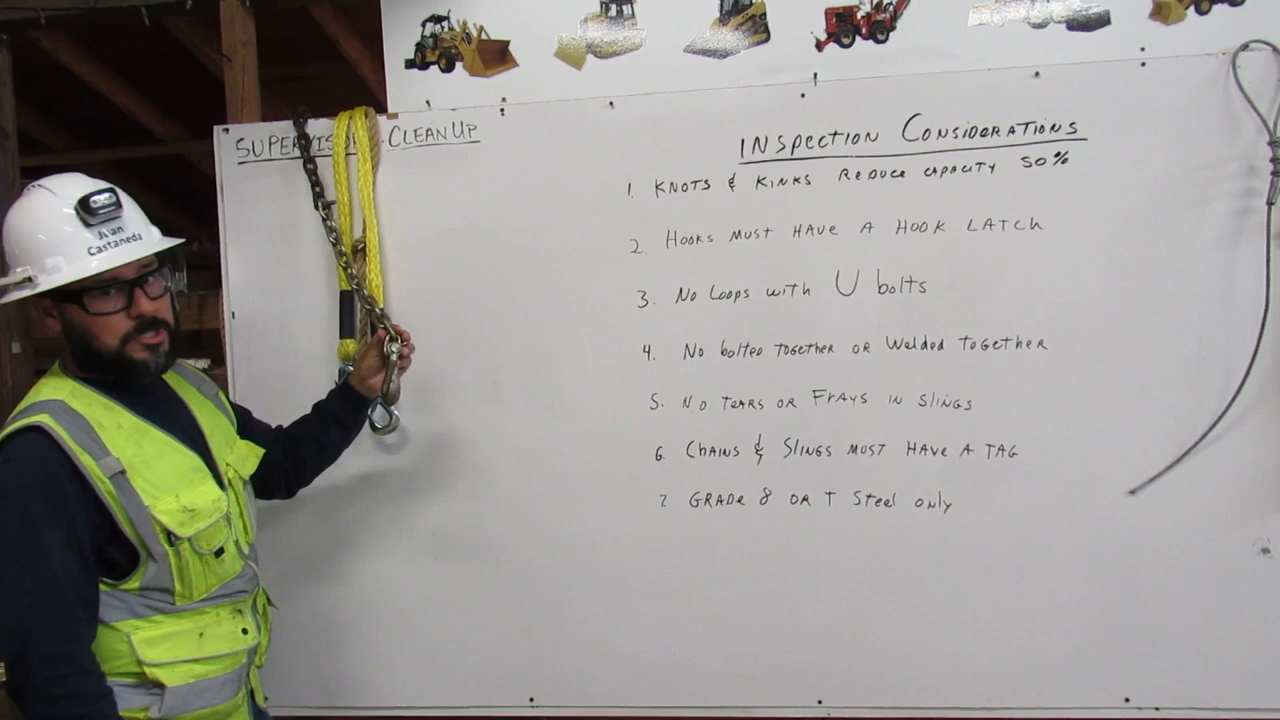 SUPERVISOR CLEAN UP
INSPECTION CONSIDERATIONS
1. KNOTS & KINKS REDUCE CAPACITY 50%
2. HOOKS MUST HAVE A HOOK LATCH
3. No Loops with U bolts
4. No bolted together or Welded together
5. NO TEARS OR FRAYS IN SlINgS
6. CHAINS & SLINGS MUST HAVE A TAG
7. GRADE 8 OR T Steel only
Juan
Castaneda